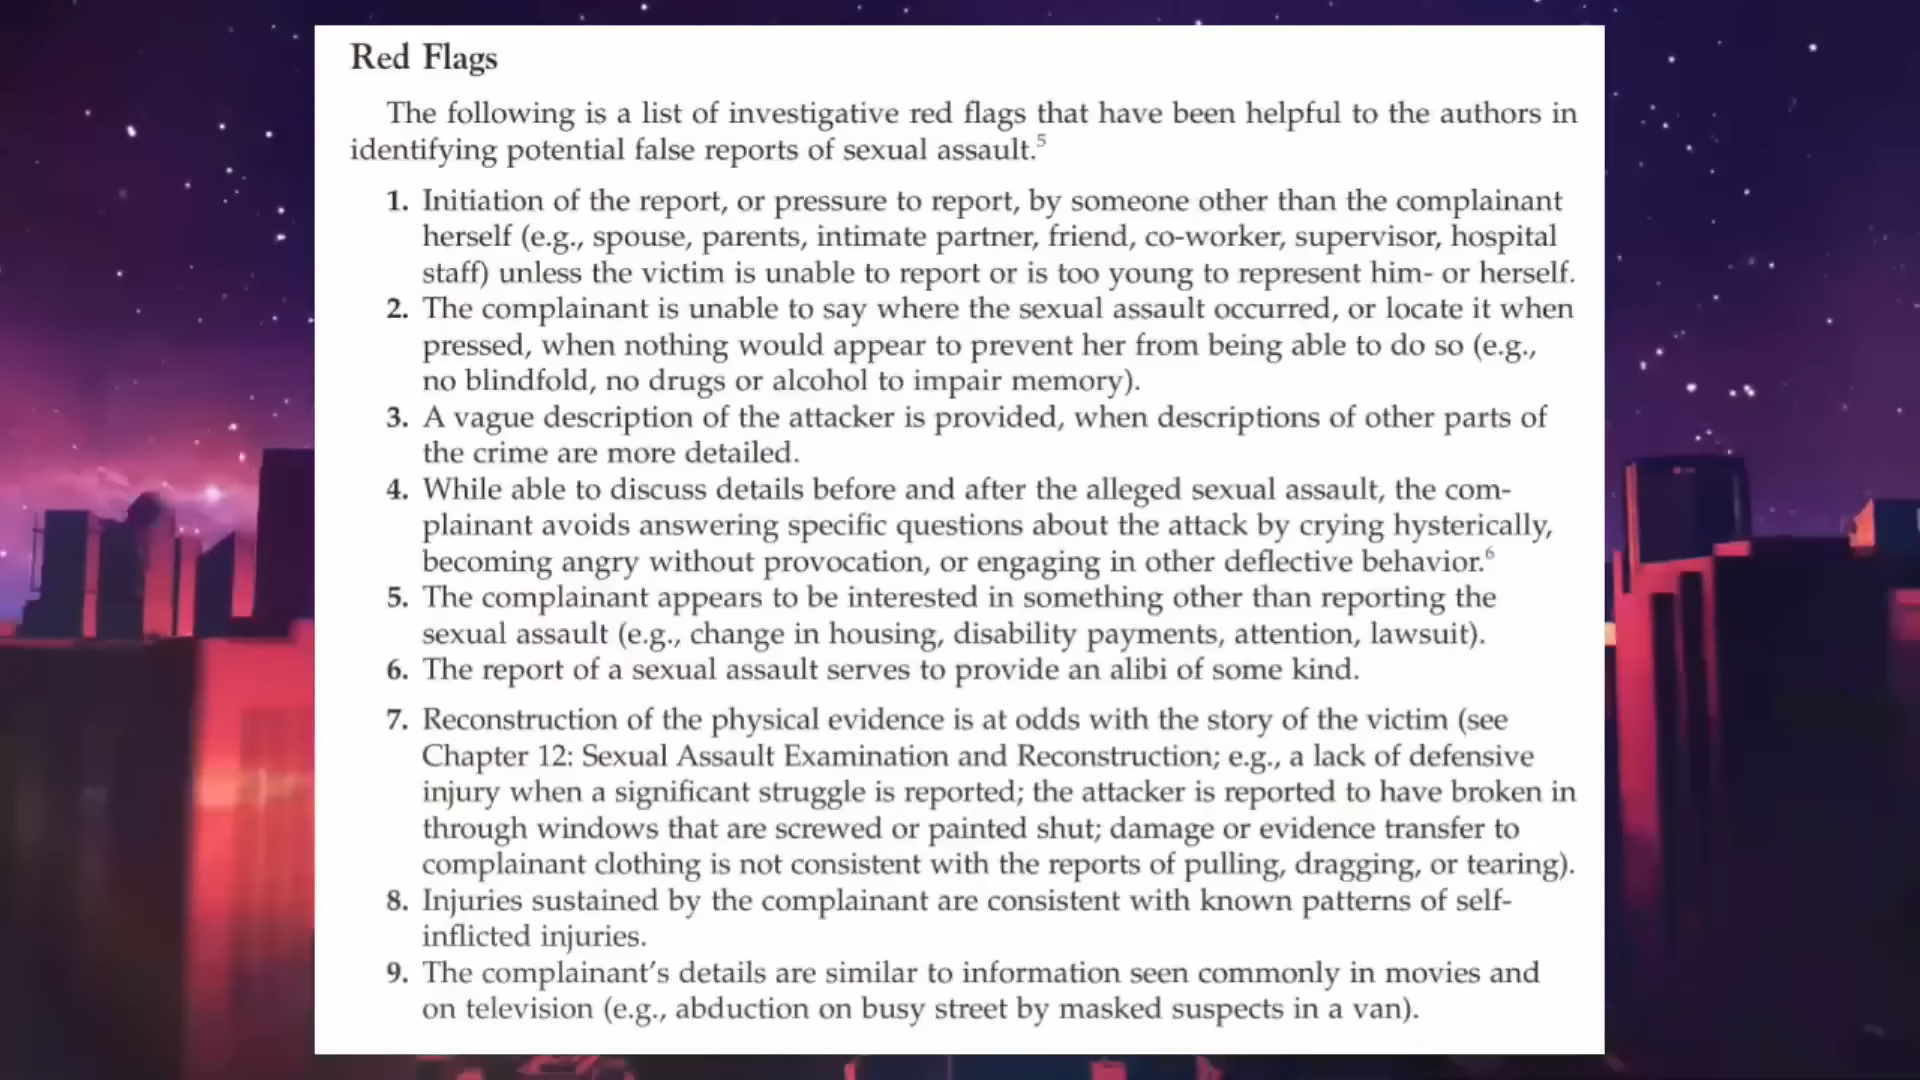 Red Flags
The following is a list of investigative red flags that have been helpful to the authors in
identifying potential false reports of sexual assault.5
1. Initiation of the report, or pressure to report, by someone other than the complainant
herself (e.g., spouse, parents, intimate partner, friend, co-worker, supervisor, hospital
staff) unless the victim is unable to report or is too young to represent him- or herself.
2. The complainant is unable to say where the sexual assault occurred, or locate it when
pressed, when nothing would appear to prevent her from being able to do so (e.g.,
no blindfold, no drugs or alcohol to impair memory).
3. A vague description of the attacker is provided, when descriptions of other parts of
the crime are more detailed.
4. While able to discuss details before and after the alleged sexual assault, the com-
plainant avoids answering specific questions about the attack by crying hysterically,
becoming angry without provocation, or engaging in other deflective behavior.6
5. The complainant appears to be interested in something other than reporting the
sexual assault (e.g., change in housing, disability payments, attention, lawsuit).
6. The report of a sexual assault serves to provide an alibi of some kind.
7. Reconstruction of the physical evidence is at odds with the story of the victim (see
Chapter 12: Sexual Assault Examination and Reconstruction; e.g., a lack of defensive
injury when a significant struggle is reported; the attacker is reported to have broken in
through windows that are screwed or painted shut; damage or evidence transfer to
complainant clothing is not consistent with the reports of pulling, dragging, or tearing).
8. Injuries sustained by the complainant are consistent with known patterns of self-
inflicted injuries.
9. The complainant's details are similar to information seen commonly in movies and
on television (e.g., abduction on busy street by masked suspects in a van).